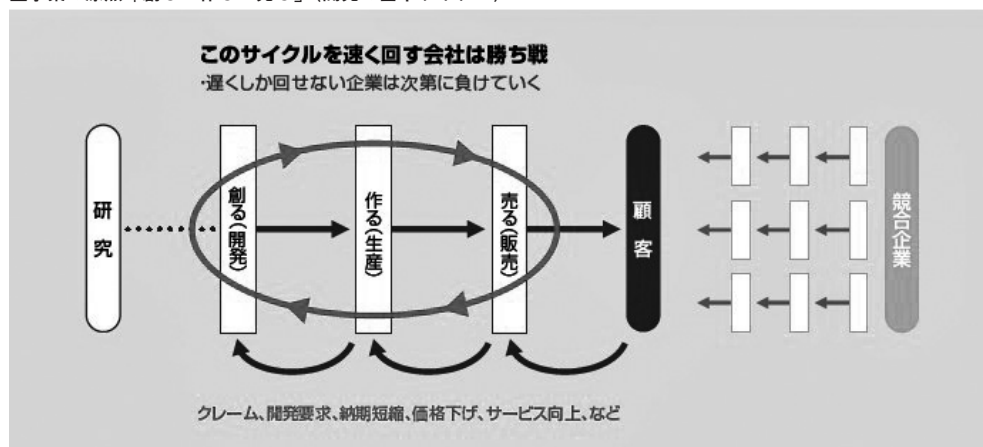 このサイクルを速く回す会社は勝ち戦
・遅くしか回せない企業は次第に負けていく
研究
創る(開発)
作る(生産)
売る(販売)
顧客
競合企業
クレーム、開発要求、納期短縮、価格下げ、サービス向上、など